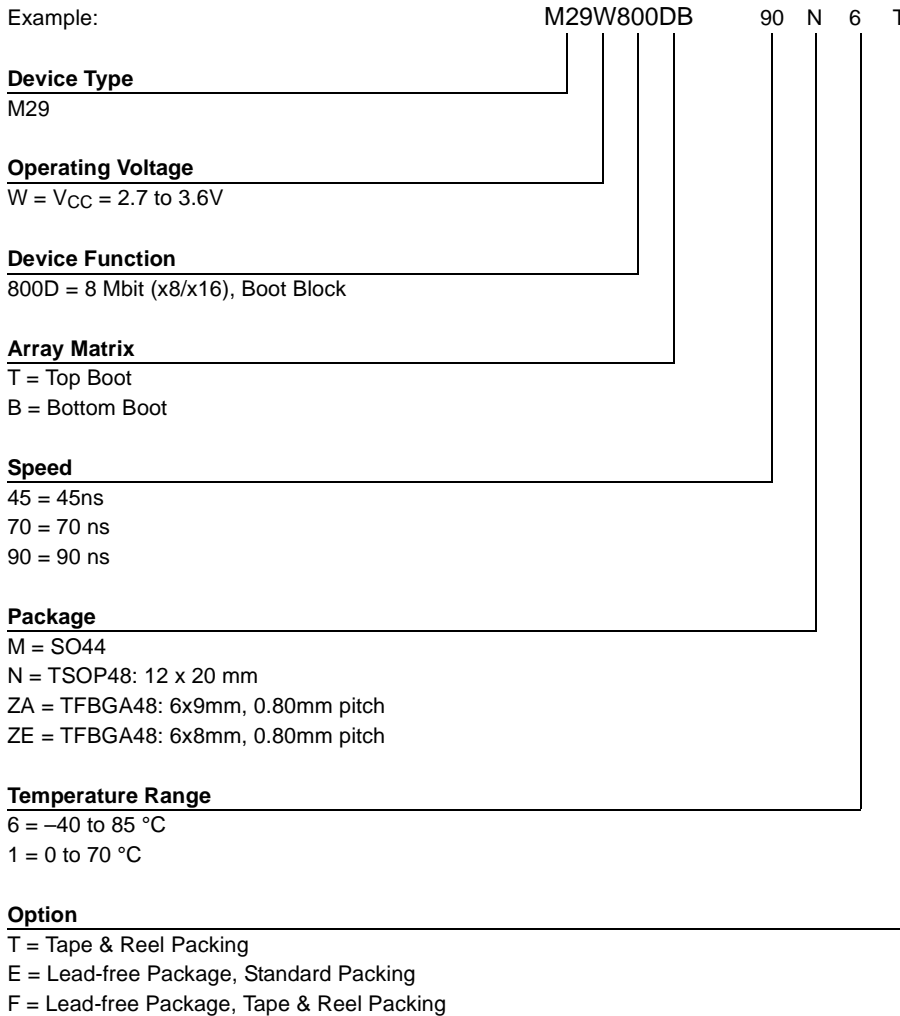 Example: M29W800DB 90 N 6 T
Device Type
M29
Operating Voltage
W = VCC = 2.7 to 3.6V
Device Function
800D = 8 Mbit (x8/x16), Boot Block
Array Matrix
T = Top Boot
B = Bottom Boot
Speed
45 = 45ns
70 = 70 ns
90 = 90 ns
Package
M = SO44
N = TSOP48: 12 x 20 mm
ZA = TFBGA48: 6x9mm, 0.80mm pitch
ZE = TFBGA48: 6x8mm, 0.80mm pitch
Temperature Range
6 = –40 to 85 °C
1 = 0 to 70 °C
Option
T = Tape & Reel Packing
E = Lead-free Package, Standard Packing
F = Lead-free Package, Tape & Reel Packing